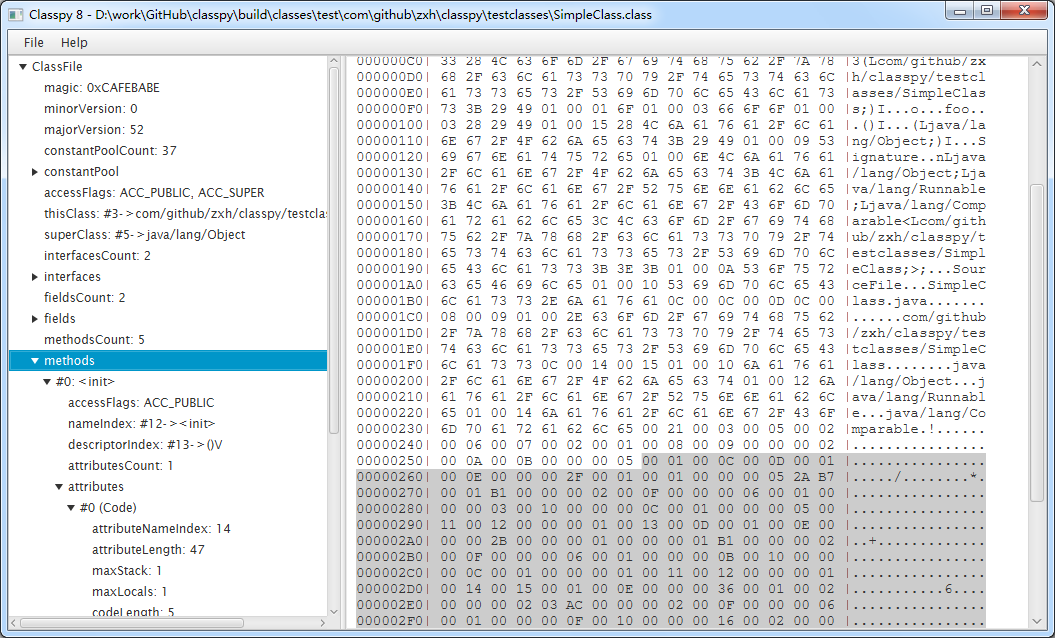 Classpy 8 - D:\work\GitHub\classpy\build\classes\test\com\github\zxh\classpy\testclasses\SimpleClass.class
File Help
ClassFile
magic: 0xCAFEBABE
minorVersion: 0
majorVersion: 52
constantPoolCount: 37
constantPool
accessFlags: ACC_PUBLIC, ACC_SUPER
thisClass: #3->com/github/zxh/classpy/testcla
superClass: #5->java/lang/Object
interfacesCount: 2
interfaces
fieldsCount: 2
fields
methodsCount: 5
methods
#0: <init>
accessFlags: ACC_PUBLIC
nameIndex: #12-><init>
descriptorIndex: #13->()V
attributesCount: 1
attributes
#0 (Code)
attributeNameIndex: 14
attributeLength: 47
maxStack: 1
maxLocals: 1
codeLength: 5
000000C0| 33 28 4C 63 6F 6D 2F 67 69 74 68 75 62 2F 7A 78 |3(Lcom/github/zx
000000D0| 68 2F 63 6C 61 73 73 70 79 2F 74 65 73 74 63 6C |h/classpy/testcl
000000E0| 61 73 73 65 73 2F 53 69 6D 70 6C 65 43 6C 61 73 |asses/SimpleClas
000000F0| 73 3B 29 49 01 00 01 6F 01 00 03 66 6F 6F 01 00 |s;)I...o...foo..
00000100| 03 28 29 49 01 00 15 28 4C 6A 61 76 61 2F 6C 61 |.()I...(Ljava/la
00000110| 6E 67 2F 4F 62 6A 65 63 74 3B 29 49 01 00 09 53 |ng/Object;)I...S
00000120| 69 67 6E 61 74 75 72 65 01 00 6E 4C 6A 61 76 61 |ignature..nLjava
00000130| 2F 6C 61 6E 67 2F 4F 62 6A 65 63 74 3B 4C 6A 61 |/lang/Object;Lja
00000140| 76 61 2F 6C 61 6E 67 2F 52 75 6E 6E 61 62 6C 65 |va/lang/Runnable
00000150| 3B 4C 6A 61 76 61 2F 6C 61 6E 67 2F 43 6F 6D 70 |;Ljava/lang/Comp
00000160| 61 72 61 62 6C 65 3C 4C 63 6F 6D 2F 67 69 74 68 |arable<Lcom/gith
00000170| 75 62 2F 7A 78 68 2F 63 6C 61 73 73 70 79 2F 74 |ub/zxh/classpy/t
00000180| 65 73 74 63 6C 61 73 73 65 73 2F 53 69 6D 70 6C |estclasses/Simpl
00000190| 65 43 6C 61 73 73 3B 3E 3B 01 00 0A 53 6F 75 72 |eClass;>;...Sour
000001A0| 63 65 46 69 6C 65 01 00 10 53 69 6D 70 6C 65 43 |ceFile...SimpleC
000001B0| 6C 61 73 73 2E 6A 61 76 61 0C 00 0C 00 0D 0C 00 |lass.java.......
000001C0| 08 00 09 01 00 2E 63 6F 6D 2F 67 69 74 68 75 62 |......com/github
000001D0| 2F 7A 78 68 2F 63 6C 61 73 73 70 79 2F 74 65 73 |/zxh/classpy/tes
000001E0| 74 63 6C 61 73 73 65 73 2F 53 69 6D 70 6C 65 43 |tclasses/SimpleC
000001F0| 6C 61 73 73 0C 00 14 00 15 01 00 10 6A 61 76 61 |lass........java
00000200| 2F 6C 61 6E 67 2F 4F 62 6A 65 63 74 01 00 12 6A |/lang/Object...j
00000210| 61 76 61 2F 6C 61 6E 67 2F 52 75 6E 6E 61 62 6C |ava/lang/Runnabl
00000220| 65 01 00 14 6A 61 76 61 2F 6C 61 6E 67 2F 43 6F |e...java/lang/Co
00000230| 6D 70 61 72 61 62 6C 65 00 21 00 03 00 05 00 02 |mparable.!......
00000240| 00 06 00 07 00 02 00 01 00 08 00 09 00 00 00 02 |................
00000250| 00 0A 00 0B 00 00 00 05 00 01 00 0C 00 0D 00 01 |................
00000260| 00 0E 00 00 00 2F 00 01 00 01 00 00 00 05 2A B7 |...../........*.
00000270| 00 01 B1 00 00 00 02 00 0F 00 00 00 06 00 01 00 |................
00000280| 00 00 03 00 10 00 00 00 0C 00 01 00 00 00 05 00 |................
00000290| 11 00 12 00 00 00 01 00 13 00 0D 00 01 00 0E 00 |................
000002A0| 00 00 2B 00 00 00 01 00 00 00 01 B1 00 00 00 02 |..+.............
000002B0| 00 0F 00 00 00 06 00 01 00 00 00 0B 00 10 00 00 |................
000002C0| 00 0C 00 01 00 00 00 01 00 11 00 12 00 00 00 01 |................
000002D0| 00 14 00 15 00 01 00 0E 00 00 00 36 00 01 00 02 |...........6....
000002E0| 00 00 00 02 03 AC 00 00 00 02 00 0F 00 00 00 06 |................
000002F0| 00 01 00 00 00 0F 00 10 00 00 00 16 00 02 00 00 |................